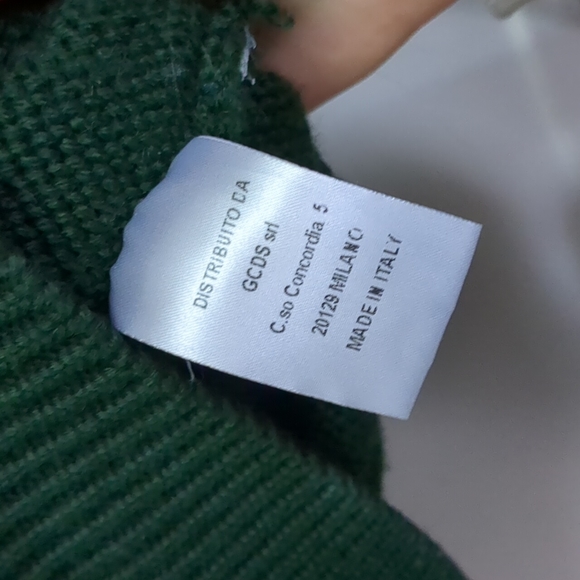 DISTRIBUITO DA
GCDS srl
C.so Concordia 5
20129 MILANO
MADE IN ITALY